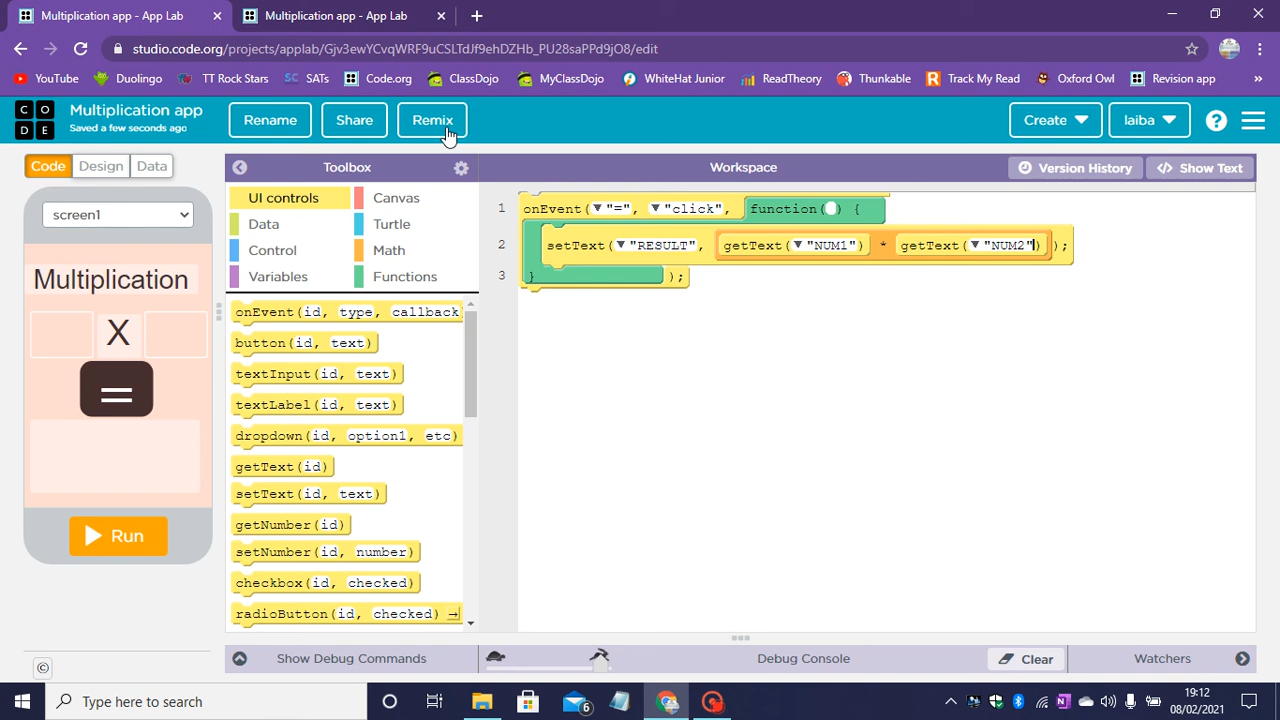 Multiplication app - App Lab
Multiplication app - App Lab
studio.code.org/projects/applab/Gjv3ewYCvqWRF9uCSLTdJf9ehDZHb_PU28saPPd9jO8/edit
YouTube Duolingo TT Rock Stars SC SATs Code.org ClassDojo MyClassDojo WhiteHat Junior ReadTheory Thunkable Track My Read Oxford Owl Revision app »
CODE
Multiplication app
Saved a few seconds ago
Rename Share Remix Create laiba ?
Code Design Data
Toolbox
Workspace
Version History </> Show Text
screen1
Multiplication
X
=
Run
UI controls Canvas
Data Turtle
Control Math
Variables Functions
onEvent(id, type, callback
button(id, text)
textInput(id, text)
textLabel(id, text)
dropdown(id, option1, etc)
getText(id)
setText(id, text)
getNumber(id)
setNumber(id, number)
checkbox(id, checked)
radioButton(id, checked)
1 onEvent("=", "click", function() {
2 setText("RESULT", getText("NUM1") * getText("NUM2"));
3 } );
©
Show Debug Commands Debug Console Clear Watchers
Type here to search
6
19:12
08/02/2021